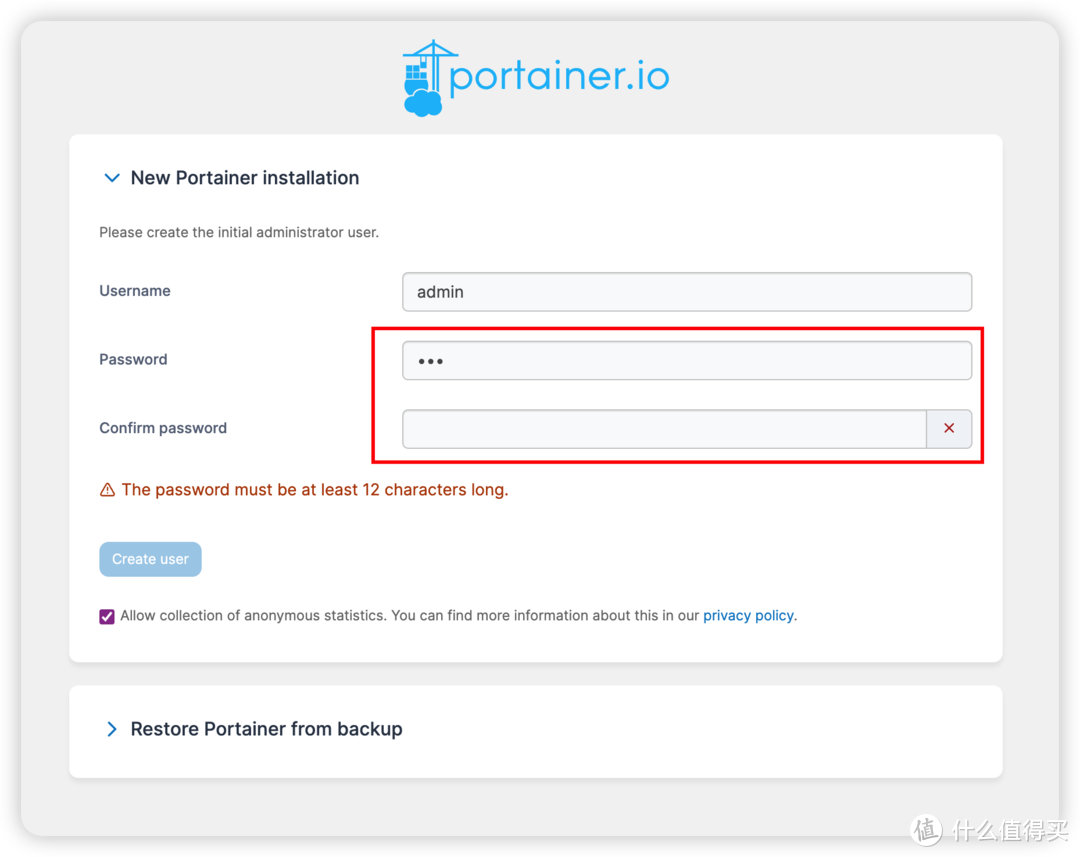 portainer.io
New Portainer installation
Please create the initial administrator user.
Username
admin
Password
•••
Confirm password
The password must be at least 12 characters long.
Create user
Allow collection of anonymous statistics. You can find more information about this in our privacy policy.
Restore Portainer from backup
值 什么值得买